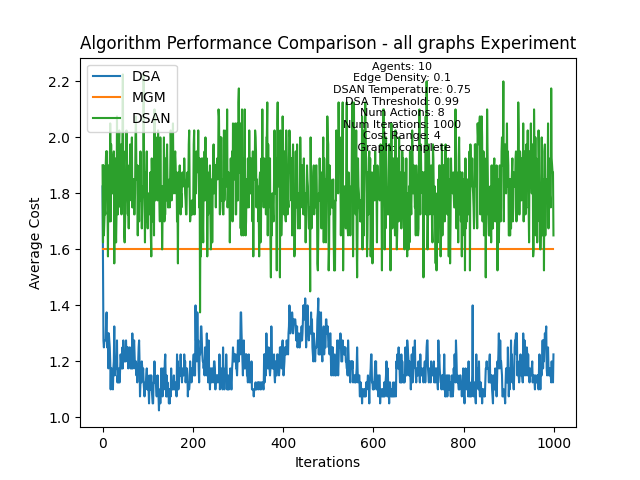 Algorithm Performance Comparison - all graphs Experiment
DSA
MGM
DSAN
Agents: 10
Edge Density: 0.1
DSAN Temperature: 0.75
DSA Threshold: 0.99
Num Actions: 8
Num Iterations: 1000
Cost Range: 4
Graph: complete
Average Cost
2.2
2.0
1.8
1.6
1.4
1.2
1.0
0 200 400 600 800 1000
Iterations